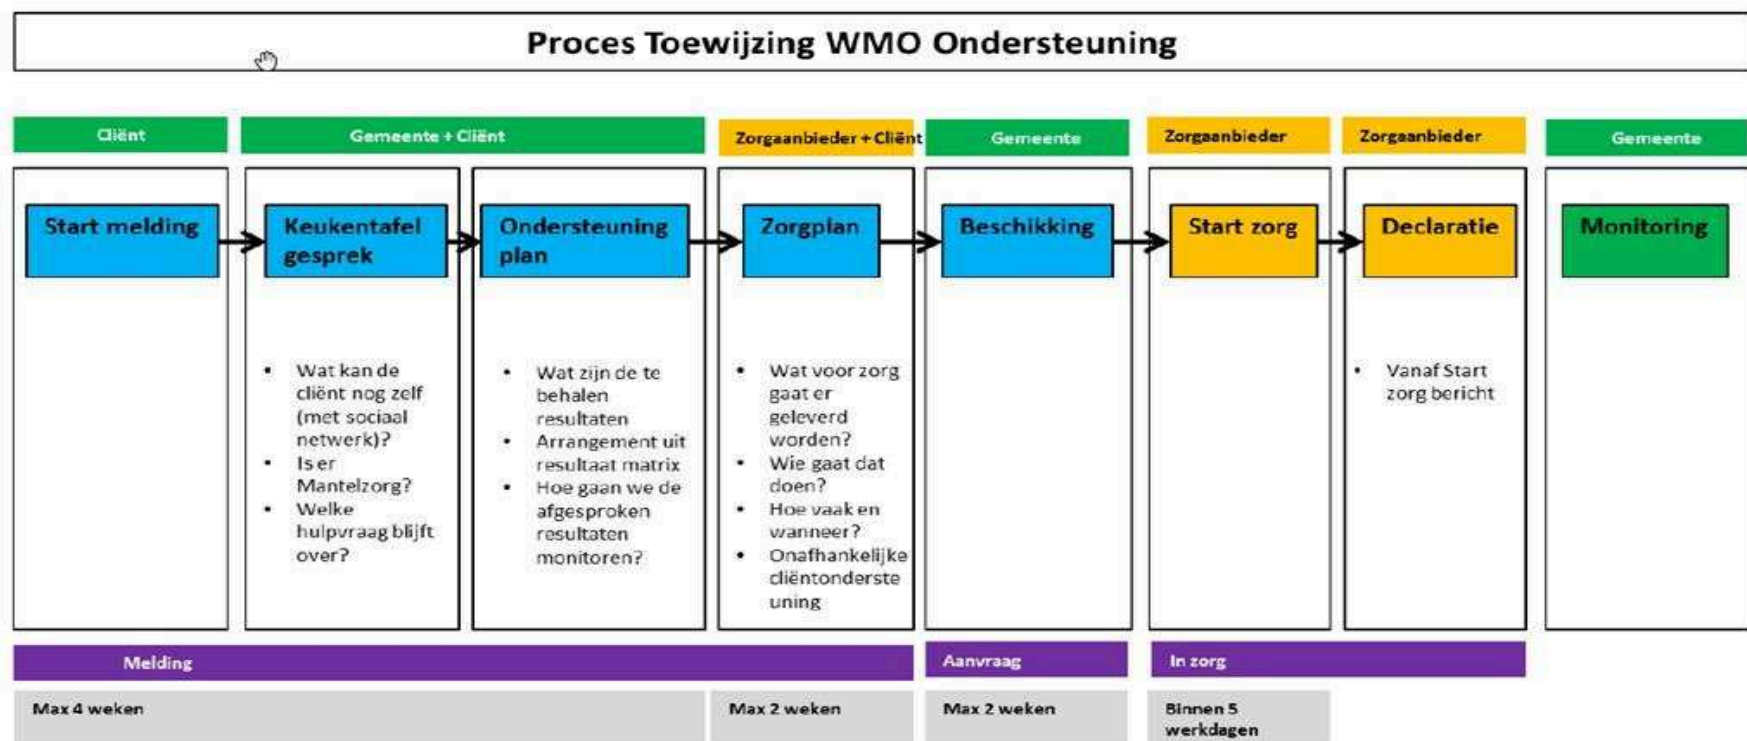 Proces Toewijzing WMO Ondersteuning
Cliënt
Gemeente + Cliënt
Zorgaanbieder + Cliënt
Gemeente
Zorgaanbieder
Zorgaanbieder
Gemeente
Start melding
Keukentafel
gesprek
Ondersteuning
plan
Zorgplan
Beschikking
Start zorg
Declaratie
Monitoring
• Wat kan de
cliënt nog zelf
(met sociaal
netwerk)?
• Is er
Mantelzorg?
• Welke
hulpvraag blijft
over?
• Wat zijn de te
behalen
resultaten
• Arrangement uit
resultaat matrix
• Hoe gaan we de
afgesproken
resultaten
monitoren?
• Wat voor zorg
gaat er
geleverd
worden?
• Wie gaat dat
doen?
• Hoe vaak en
wanneer?
• Onafhankelijke
cliëntonderste
uning
• Vanaf Start
zorg bericht
Melding
Aanvraag
In zorg
Max 4 weken
Max 2 weken
Max 2 weken
Binnen 5
werkdagen